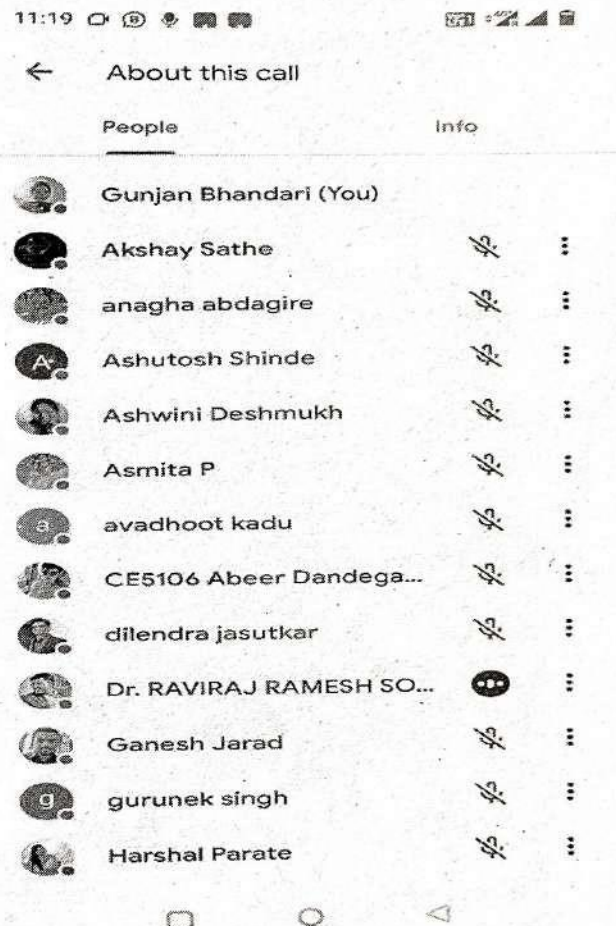 11:19
About this call
People Info
Gunjan Bhandari (You)
Akshay Sathe
anagha abdagire
A
Ashutosh Shinde
Ashwini Deshmukh
Asmita P
a
avadhoot kadu
CE5106 Abeer Dandega...
dilendra jasutkar
Dr. RAVIRAJ RAMESH SO...
Ganesh Jarad
g
gurunek singh
Harshal Parate